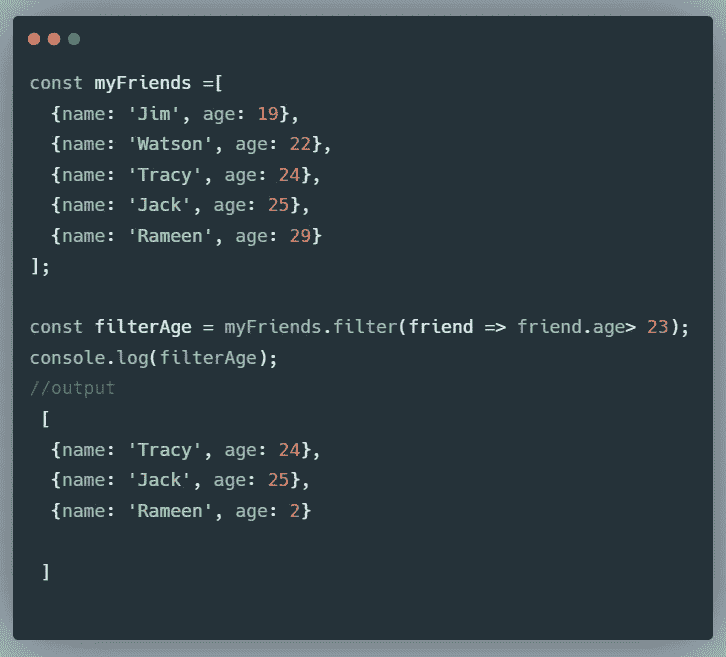 const myFriends =[
  {name: 'Jim', age: 19},
  {name: 'Watson', age: 22},
  {name: 'Tracy', age: 24},
  {name: 'Jack', age: 25},
  {name: 'Rameen', age: 29}
];

const filterAge = myFriends.filter(friend => friend.age> 23);
console.log(filterAge);
//output
 [
  {name: 'Tracy', age: 24},
  {name: 'Jack', age: 25},
  {name: 'Rameen', age: 2}

 ]